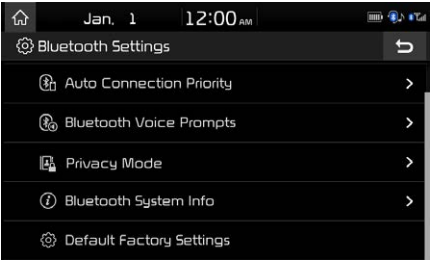 Jan. 1 12:00 AM
Bluetooth Settings
Auto Connection Priority
Bluetooth Voice Prompts
Privacy Mode
Bluetooth System Info
Default Factory Settings